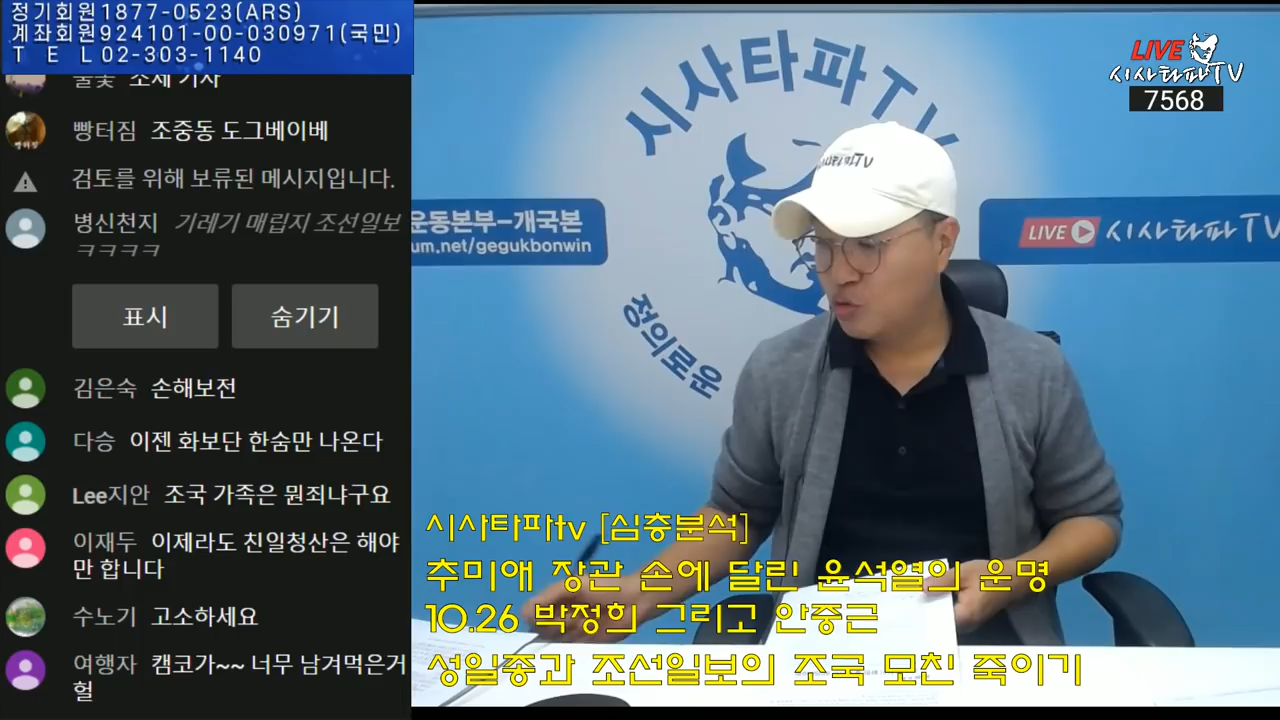 정기회원1877-0523(ARS)
계좌회원924101-00-030971(국민)
T E L 02-303-1140
불꽃 조세 기사
빵터짐 조중동 도그베이베
검토를 위해 보류된 메시지입니다.
병신천지 기레기 매립지 조선일보
ㅋㅋㅋㅋ
표시 숨기기
김은숙 손해보전
다승 이젠 화보단 한숨만 나온다
Lee지안 조국 가족은 뭔죄냐구요
이재두 이제라도 친일청산은 해야
만 합니다
수노기 고소하세요
여행자 캠코가~~ 너무 남겨먹은거
헐
LIVE
시사타파TV
7568
시사타파TV
시사타파TV
운동본부-개국본
um.net/gegukbonwin
LIVE 시사타파TV
정의로운
시사타파tv [심층분석]
추미애 장관 손에 달린 윤석열의 운명
10.26 박정희 그리고 안중근
성일종과 조선일보의 조국 모친 죽이기